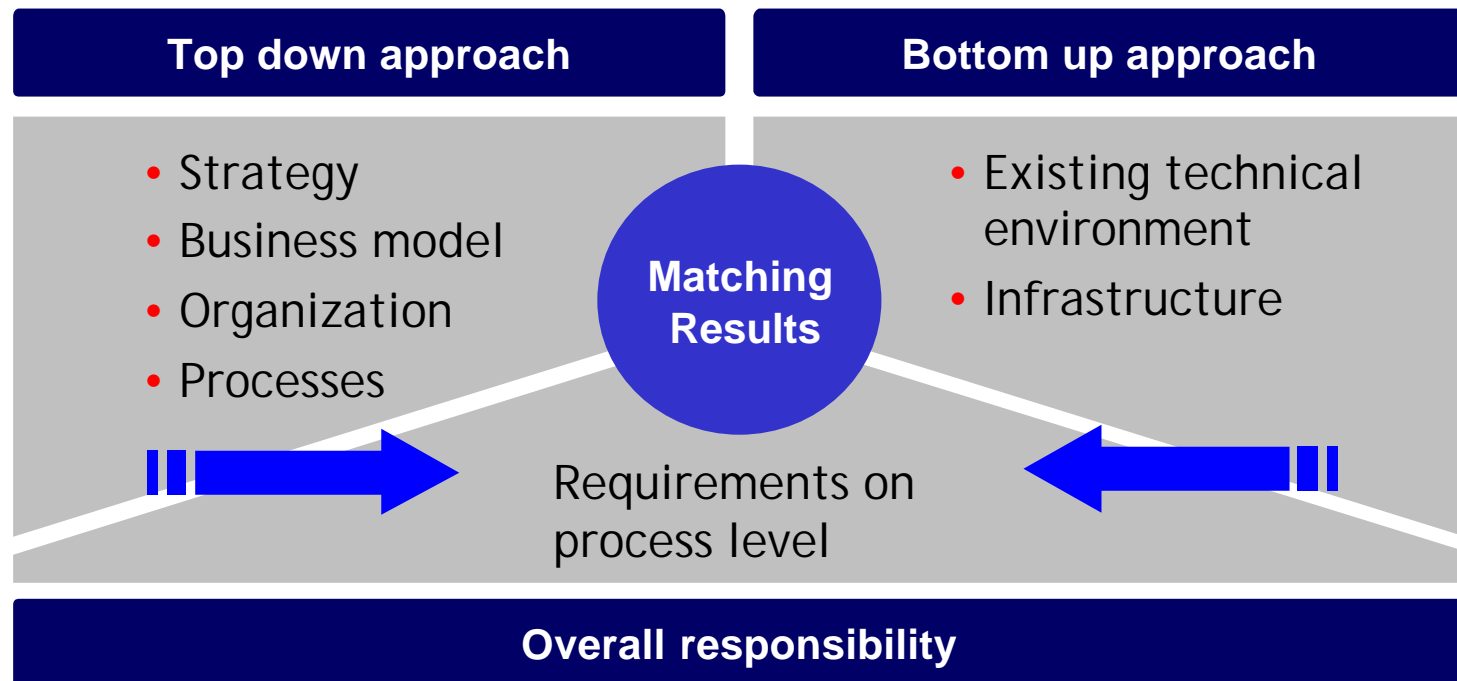 Top down approach
Bottom up approach
• Strategy
• Business model
• Organization
• Processes
Matching
Results
• Existing technical
environment
• Infrastructure
Requirements on
process level
Overall responsibility